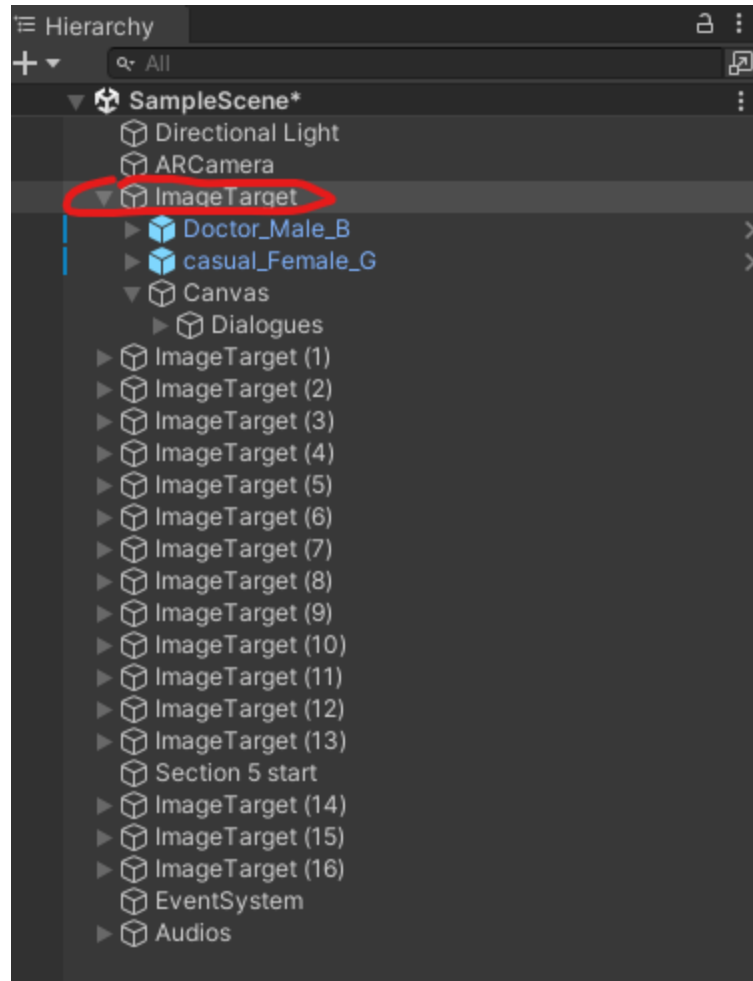 Hierarchy
All
SampleScene*
Directional Light
ARCamera
ImageTarget
Doctor_Male_B
casual_Female_G
Canvas
Dialogues
ImageTarget (1)
ImageTarget (2)
ImageTarget (3)
ImageTarget (4)
ImageTarget (5)
ImageTarget (6)
ImageTarget (7)
ImageTarget (8)
ImageTarget (9)
ImageTarget (10)
ImageTarget (11)
ImageTarget (12)
ImageTarget (13)
Section 5 start
ImageTarget (14)
ImageTarget (15)
ImageTarget (16)
EventSystem
Audios